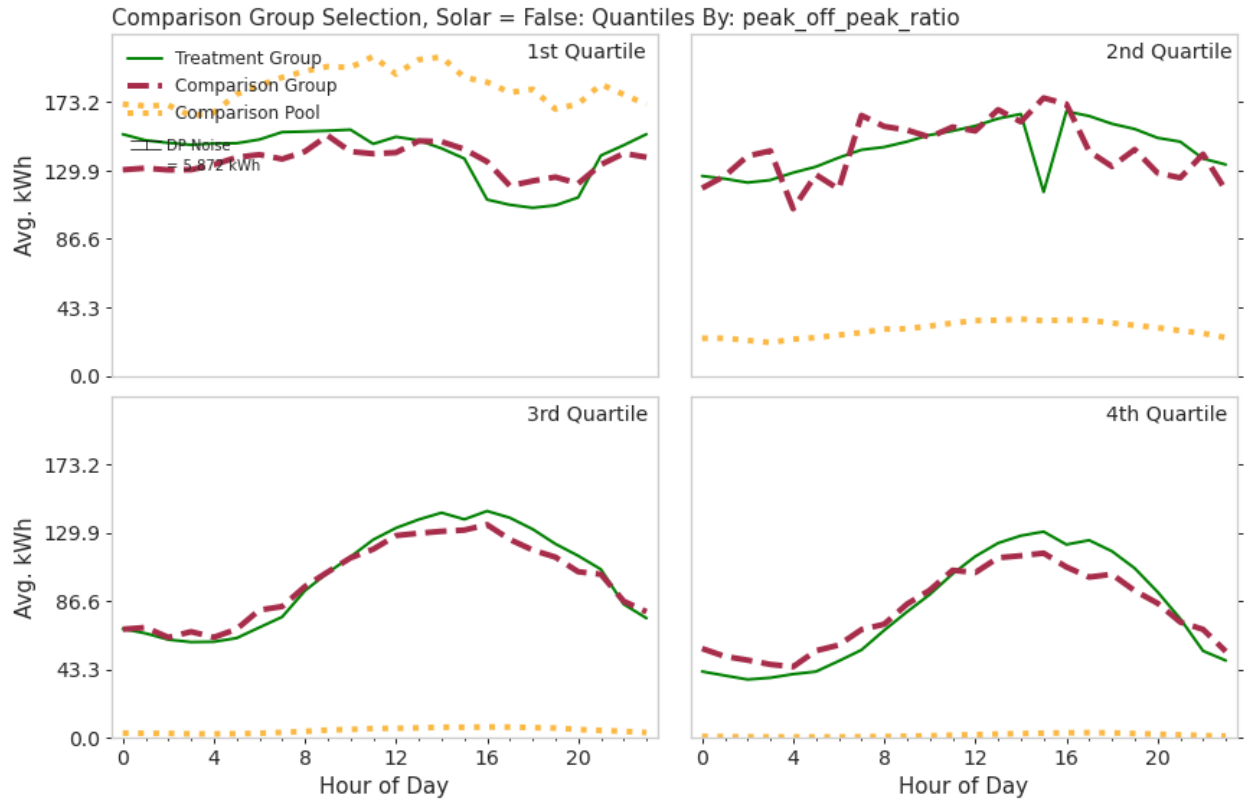 Comparison Group Selection, Solar = False: Quantiles By: peak_off_peak_ratio
Treatment Group
Comparison Group
Comparison Pool
DP Noise
= 5.872 kWh
1st Quartile
2nd Quartile
Avg. kWh
173.2
129.9
86.6
43.3
0.0
3rd Quartile
4th Quartile
Avg. kWh
173.2
129.9
86.6
43.3
0.0
0 4 8 12 16 20
0 4 8 12 16 20
Hour of Day
Hour of Day